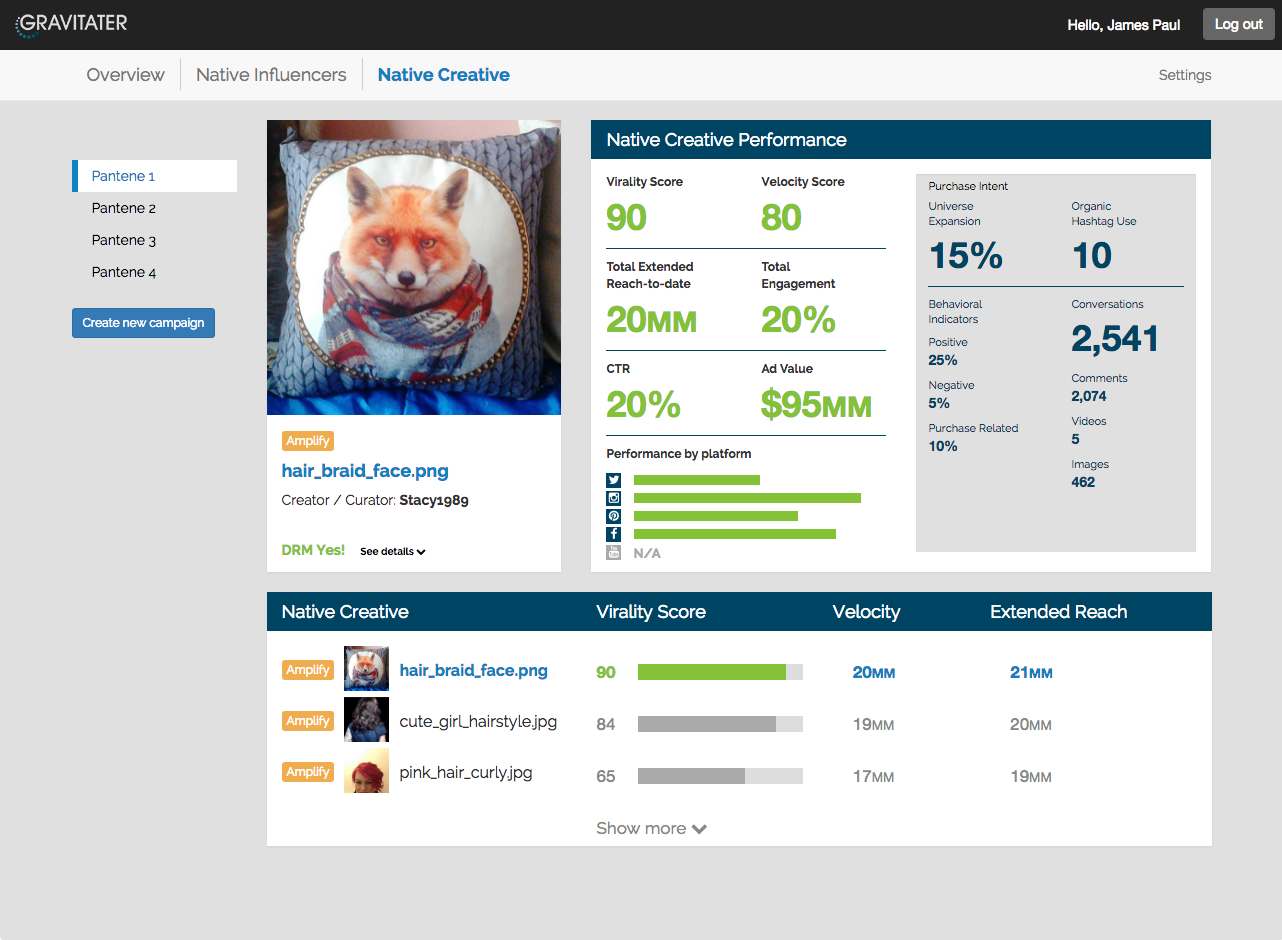 GRAVITATER
Hello, James Paul
Log out
Overview
Native Influencers
Native Creative
Settings
Pantene 1
Pantene 2
Pantene 3
Pantene 4
Create new campaign
Amplify
hair_braid_face.png
Creator / Curator: Stacy1989
DRM Yes!
See details
Native Creative Performance
Virality Score
Velocity Score
90
80
Total Extended
Reach-to-date
Total
Engagement
20MM
20%
CTR
Ad Value
20%
$95MM
Performance by platform
You
Tube
N/A
Purchase Intent
Universe
Expansion
Organic
Hashtag Use
15%
10
Behavioral
Indicators
Positive
25%
Negative
5%
Purchase Related
10%
Conversations
2,541
Comments
2,074
Videos
5
Images
462
Native Creative
Virality Score
Velocity
Extended Reach
Amplify
hair_braid_face.png
90
20MM
21MM
Amplify
cute_girl_hairstyle.jpg
84
19MM
20MM
Amplify
pink_hair_curly.jpg
65
17MM
19MM
Show more